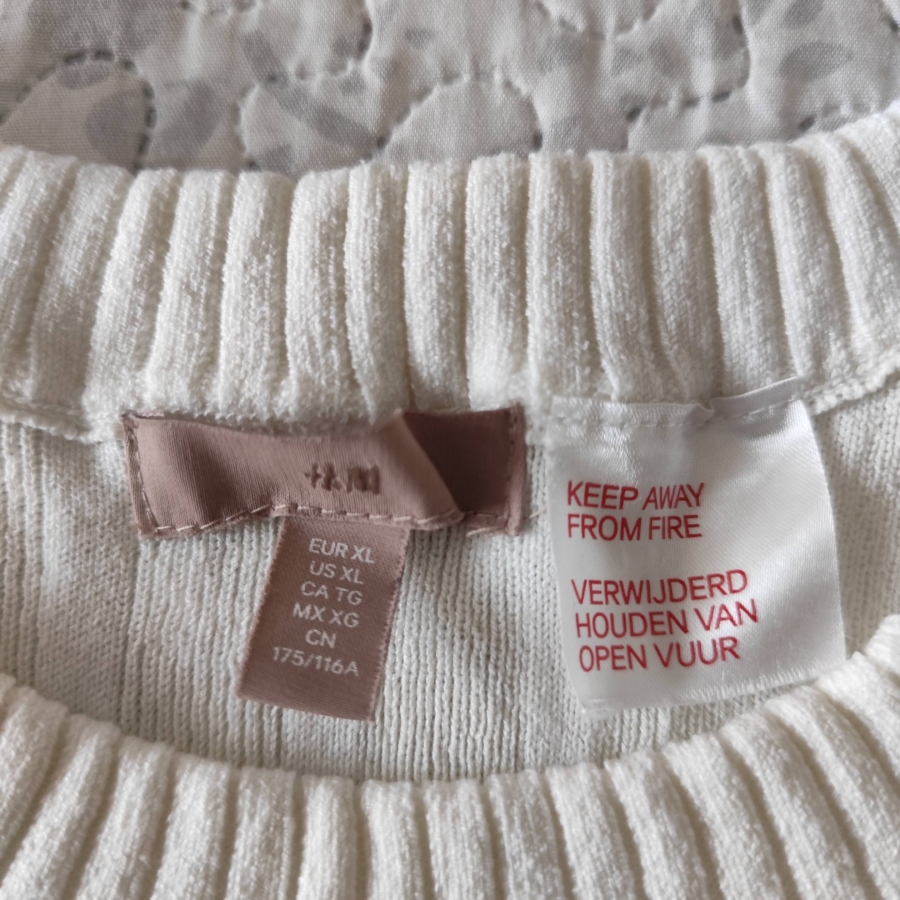 H&M
EUR XL
US XL
CA TG
MX XG
CN
175/116A
KEEP AWAY
FROM FIRE
VERWIJDERD
HOUDEN VAN
OPEN VUUR